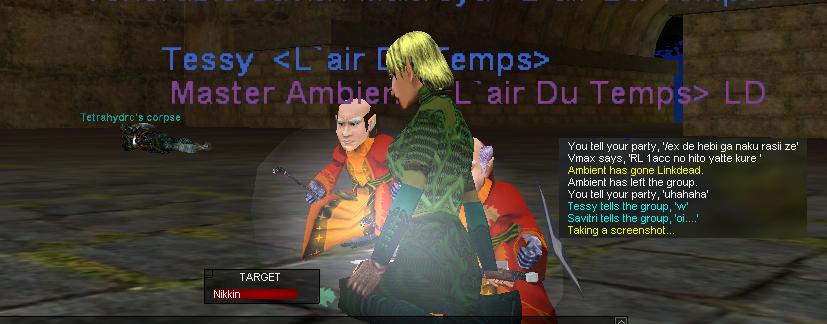 Tessy <L`air D Temps>
Master Ambien L`air Du Temps> LD
Tetrahydrc's corpse
You tell your party, '/ex de hebi ga naku rasii ze'
Vmax says, 'RL 1acc no hito yatte kure '
Ambient has gone Linkdead.
Ambient has left the group.
You tell your party, 'uhahaha'
Tessy tells the group, 'w'
Savitri tells the group, 'oi....'
Taking a screenshot...
TARGET
Nikkin